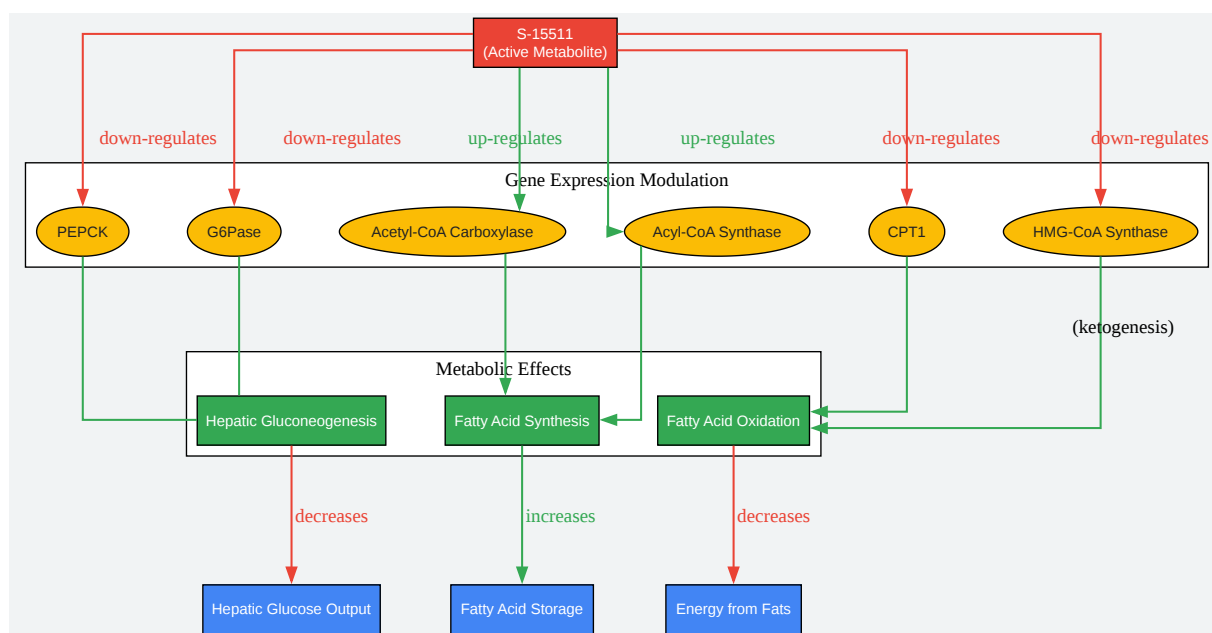 S-15511
(Active Metabolite)
down-regulates
down-regulates
up-regulates
up-regulates
down-regulates
down-regulates
Gene Expression Modulation
PEPCK
G6Pase
Acetyl-CoA Carboxylase
Acyl-CoA Synthase
CPT1
HMG-CoA Synthase
(ketogenesis)
Metabolic Effects
Hepatic Gluconeogenesis
Fatty Acid Synthesis
Fatty Acid Oxidation
decreases
increases
decreases
Hepatic Glucose Output
Fatty Acid Storage
Energy from Fats